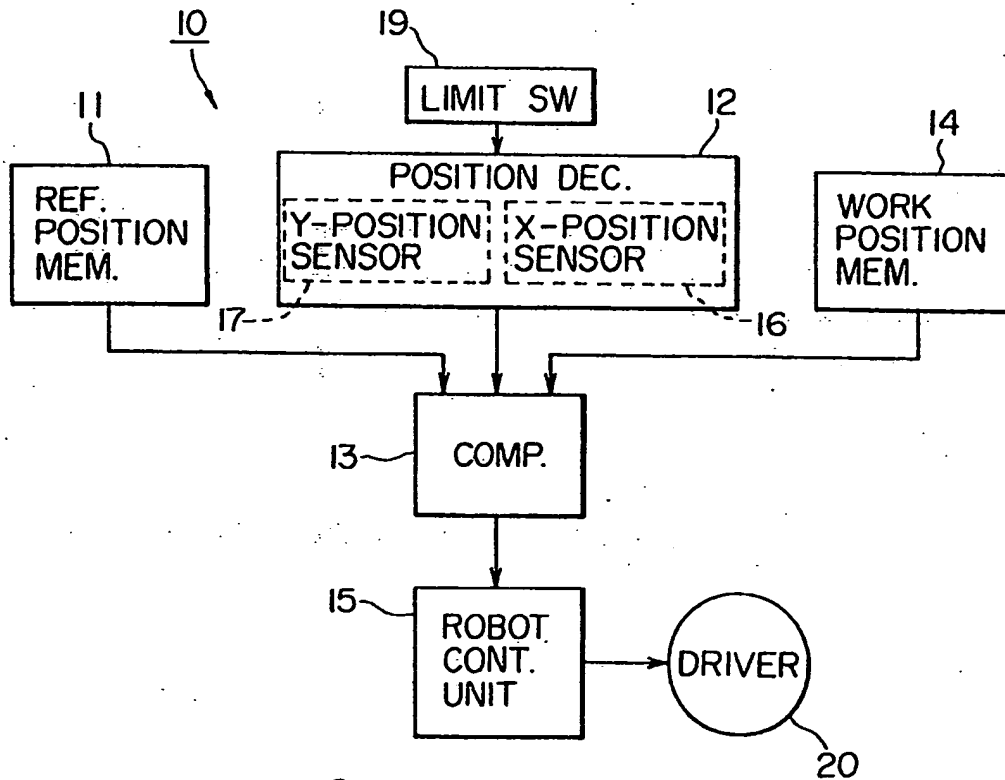 10
19
LIMIT SW
11
12
14
REF.
POSITION
MEM.
POSITION DEC.
Y-POSITION
SENSOR
X-POSITION
SENSOR
WORK
POSITION
MEM.
17
16
13
COMP.
15
ROBOT
CONT.
UNIT
DRIVER
20